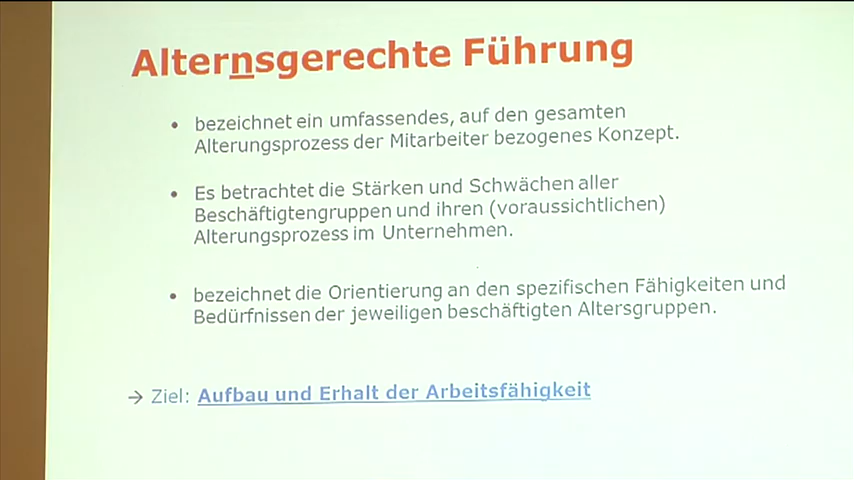 Alternsgerechte Führung
• bezeichnet ein umfassendes, auf den gesamten
Alterungsprozess der Mitarbeiter bezogenes Konzept.
• Es betrachtet die Stärken und Schwächen aller
Beschäftigtengruppen und ihren (voraussichtlichen)
Alterungsprozess im Unternehmen.
• bezeichnet die Orientierung an den spezifischen Fähigkeiten und
Bedürfnissen der jeweiligen beschäftigten Altersgruppen.
→ Ziel: Aufbau und Erhalt der Arbeitsfähigkeit